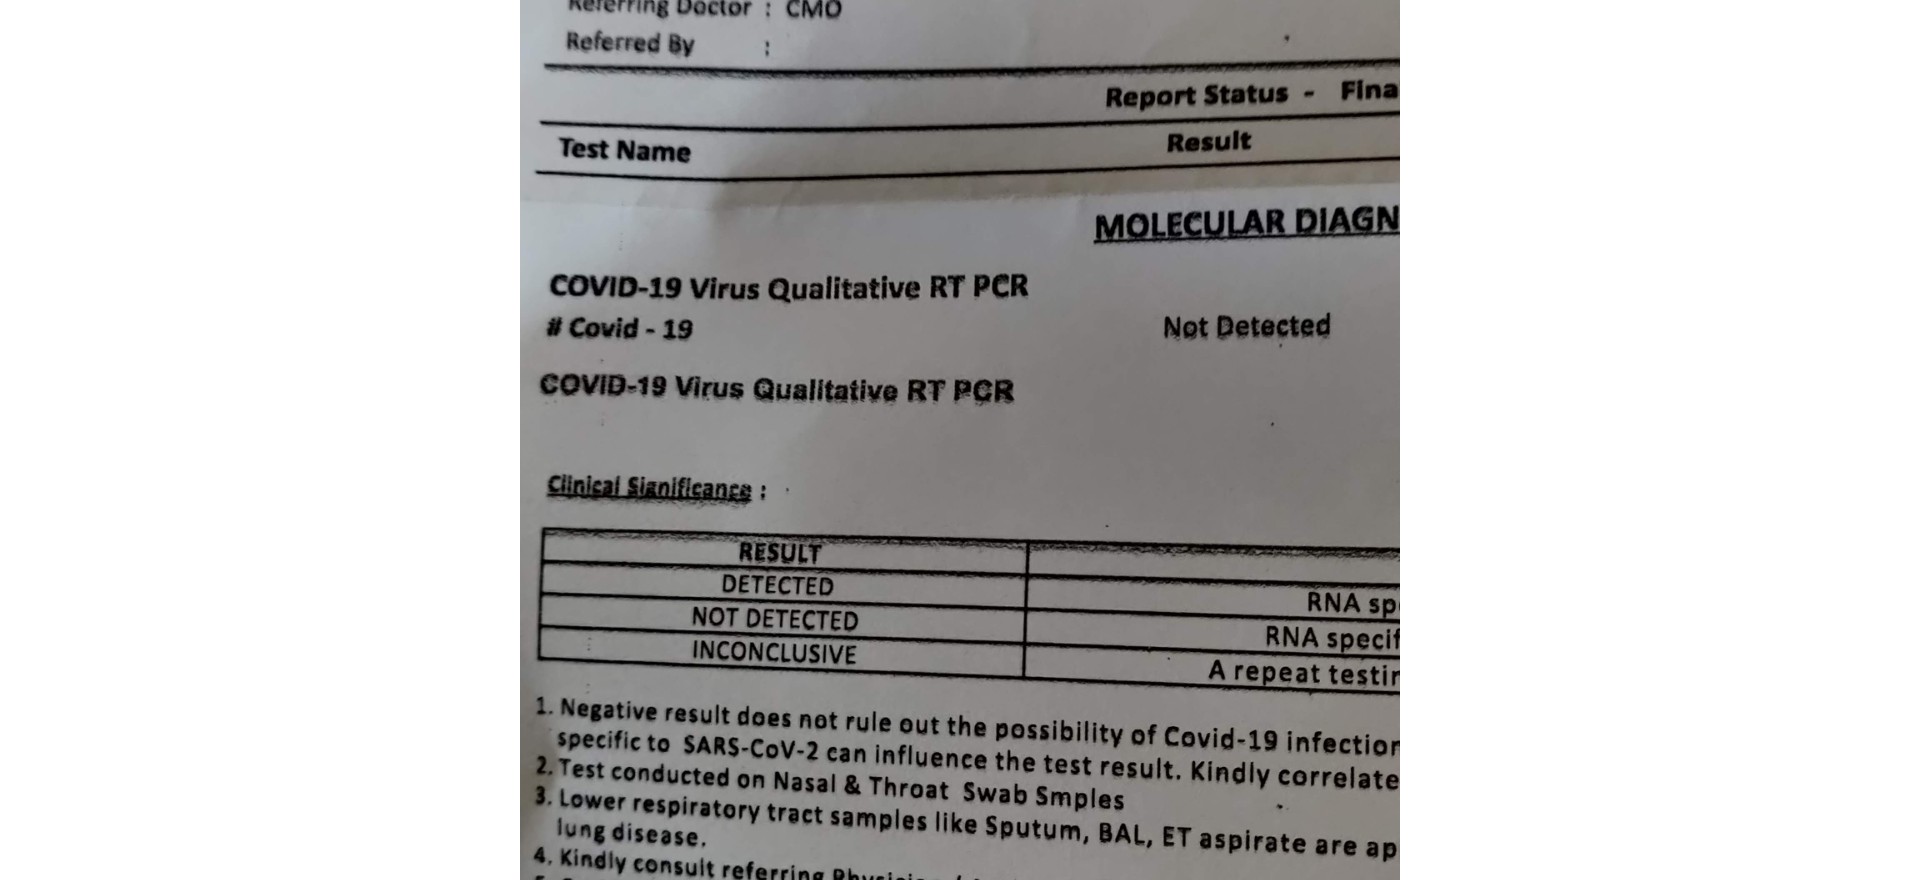 Referring Doctor : CMO
Referred By :
Report Status - Fina
Test Name Result
MOLECULAR DIAGN
COVID-19 Virus Qualitative RT PCR
# Covid - 19 Not Detected
COVID-19 Virus Qualitative RT PCR
Clinical Significance :
RESULT
DETECTED RNA sp
NOT DETECTED RNA specif
INCONCLUSIVE A repeat testin
1. Negative result does not rule out the possibility of Covid-19 infection
specific to SARS-CoV-2 can influence the test result. Kindly correlate
2. Test conducted on Nasal & Throat Swab Smples
3. Lower respiratory tract samples like Sputum, BAL, ET aspirate are ap
lung disease.
4. Kindly consult referring